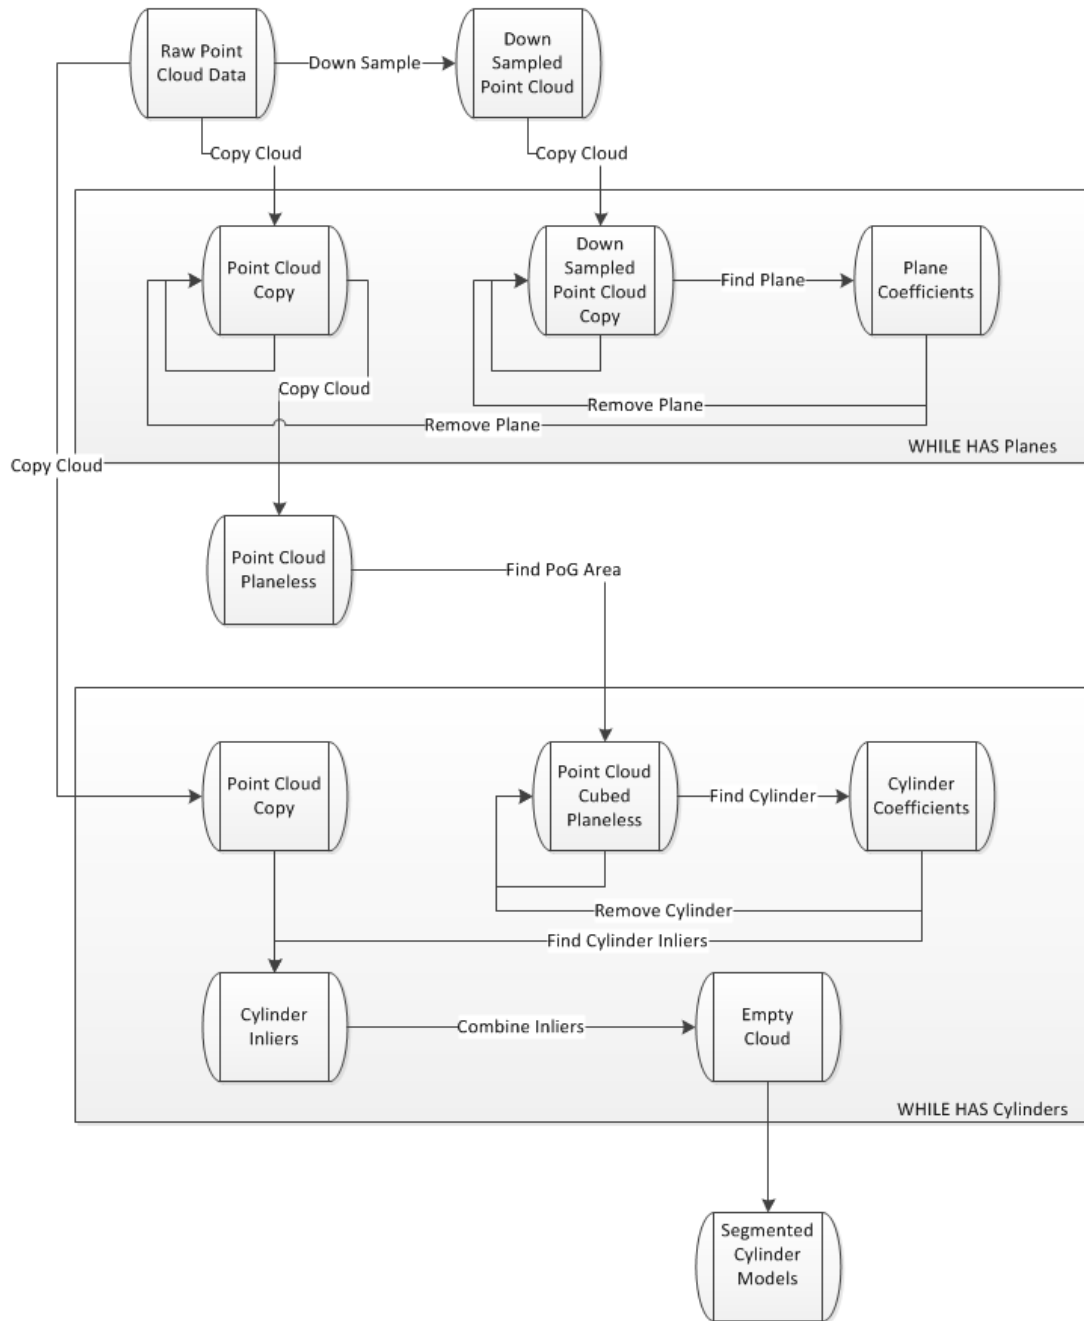 Raw Point
Cloud Data
Down Sample
Down
Sampled
Point Cloud
Copy Cloud
Copy Cloud
Point Cloud
Copy
Down
Sampled
Point Cloud
Copy
Find Plane
Plane
Coefficients
Copy Cloud
Remove Plane
Remove Plane
WHILE HAS Planes
Copy Cloud
Point Cloud
Planeless
Find PoG Area
Point Cloud
Copy
Point Cloud
Cubed
Planeless
Find Cylinder
Cylinder
Coefficients
Remove Cylinder
Find Cylinder Inliers
Cylinder
Inliers
Combine Inliers
Empty
Cloud
WHILE HAS Cylinders
Segmented
Cylinder
Models